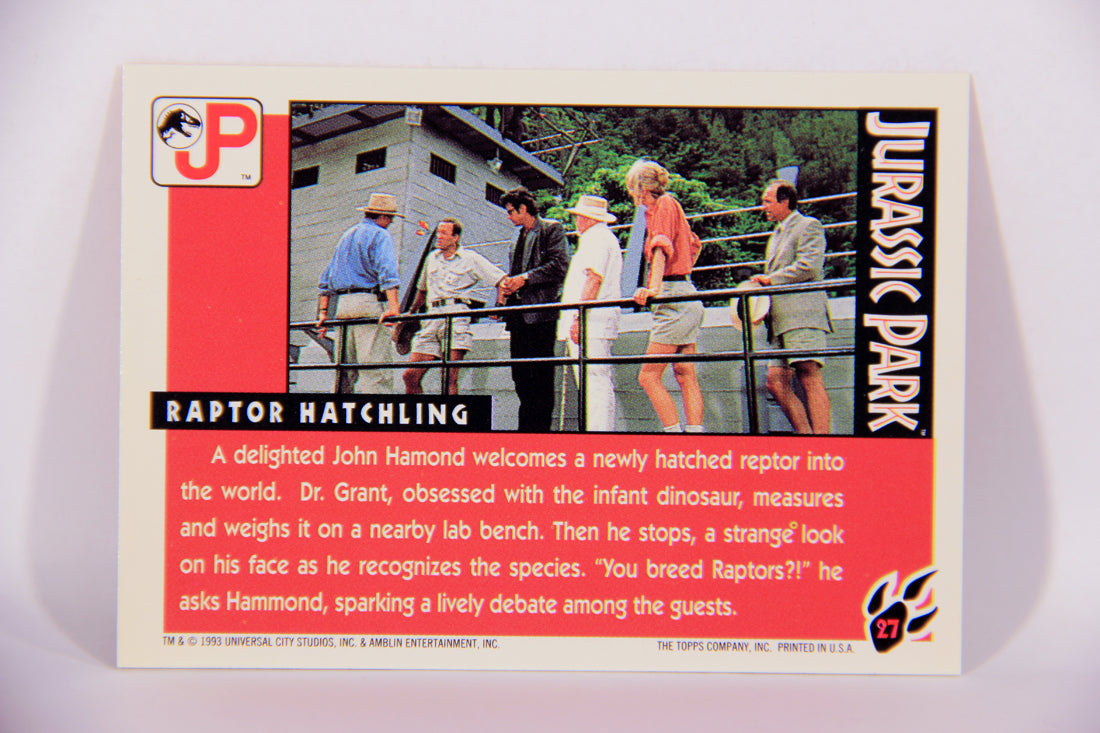 JP
TM
JURASSIC PARK
TM
RAPTOR HATCHLING
A delighted John Hamond welcomes a newly hatched reptor into
the world. Dr. Grant, obsessed with the infant dinosaur, measures
and weighs it on a nearby lab bench. Then he stops, a strange look
on his face as he recognizes the species. “You breed Raptors?!” he
asks Hammond, sparking a lively debate among the guests.
27
TM & © 1993 UNIVERSAL CITY STUDIOS, INC. & AMBLIN ENTERTAINMENT, INC.
THE TOPPS COMPANY, INC. PRINTED IN U.S.A.